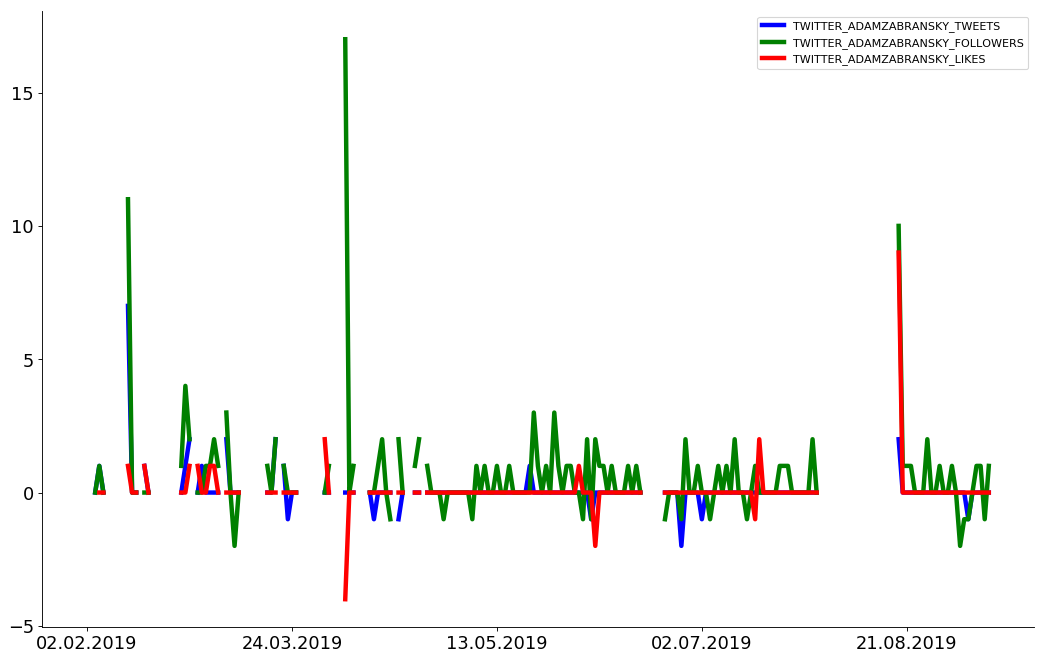 TWITTER_ADAMZABRANSKY_TWEETS
TWITTER_ADAMZABRANSKY_FOLLOWERS
TWITTER_ADAMZABRANSKY_LIKES
15
10
5
0
−5
02.02.2019 24.03.2019 13.05.2019 02.07.2019 21.08.2019